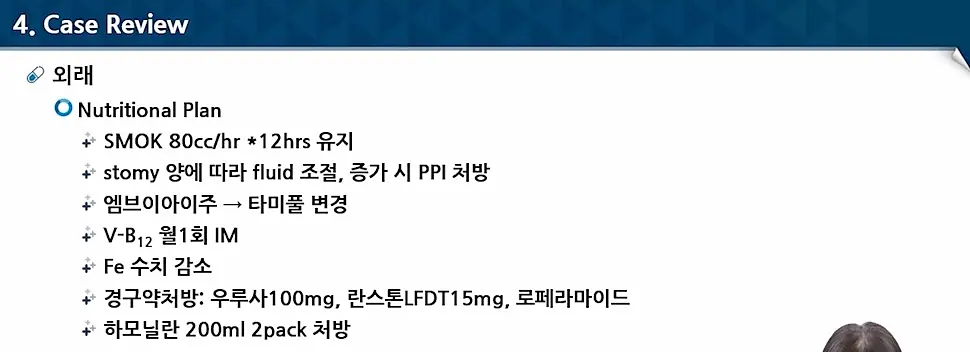 4. Case Review
외래
Nutritional Plan
SMOK 80cc/hr *12hrs 유지
stomy 양에 따라 fluid 조절, 증가 시 PPI 처방
엠브이아이주 → 타미풀 변경
V-B₁₂ 월1회 IM
Fe 수치 감소
경구약처방: 우루사100mg, 란스톤LFDT15mg, 로페라마이드
하모닐란 200ml 2pack 처방